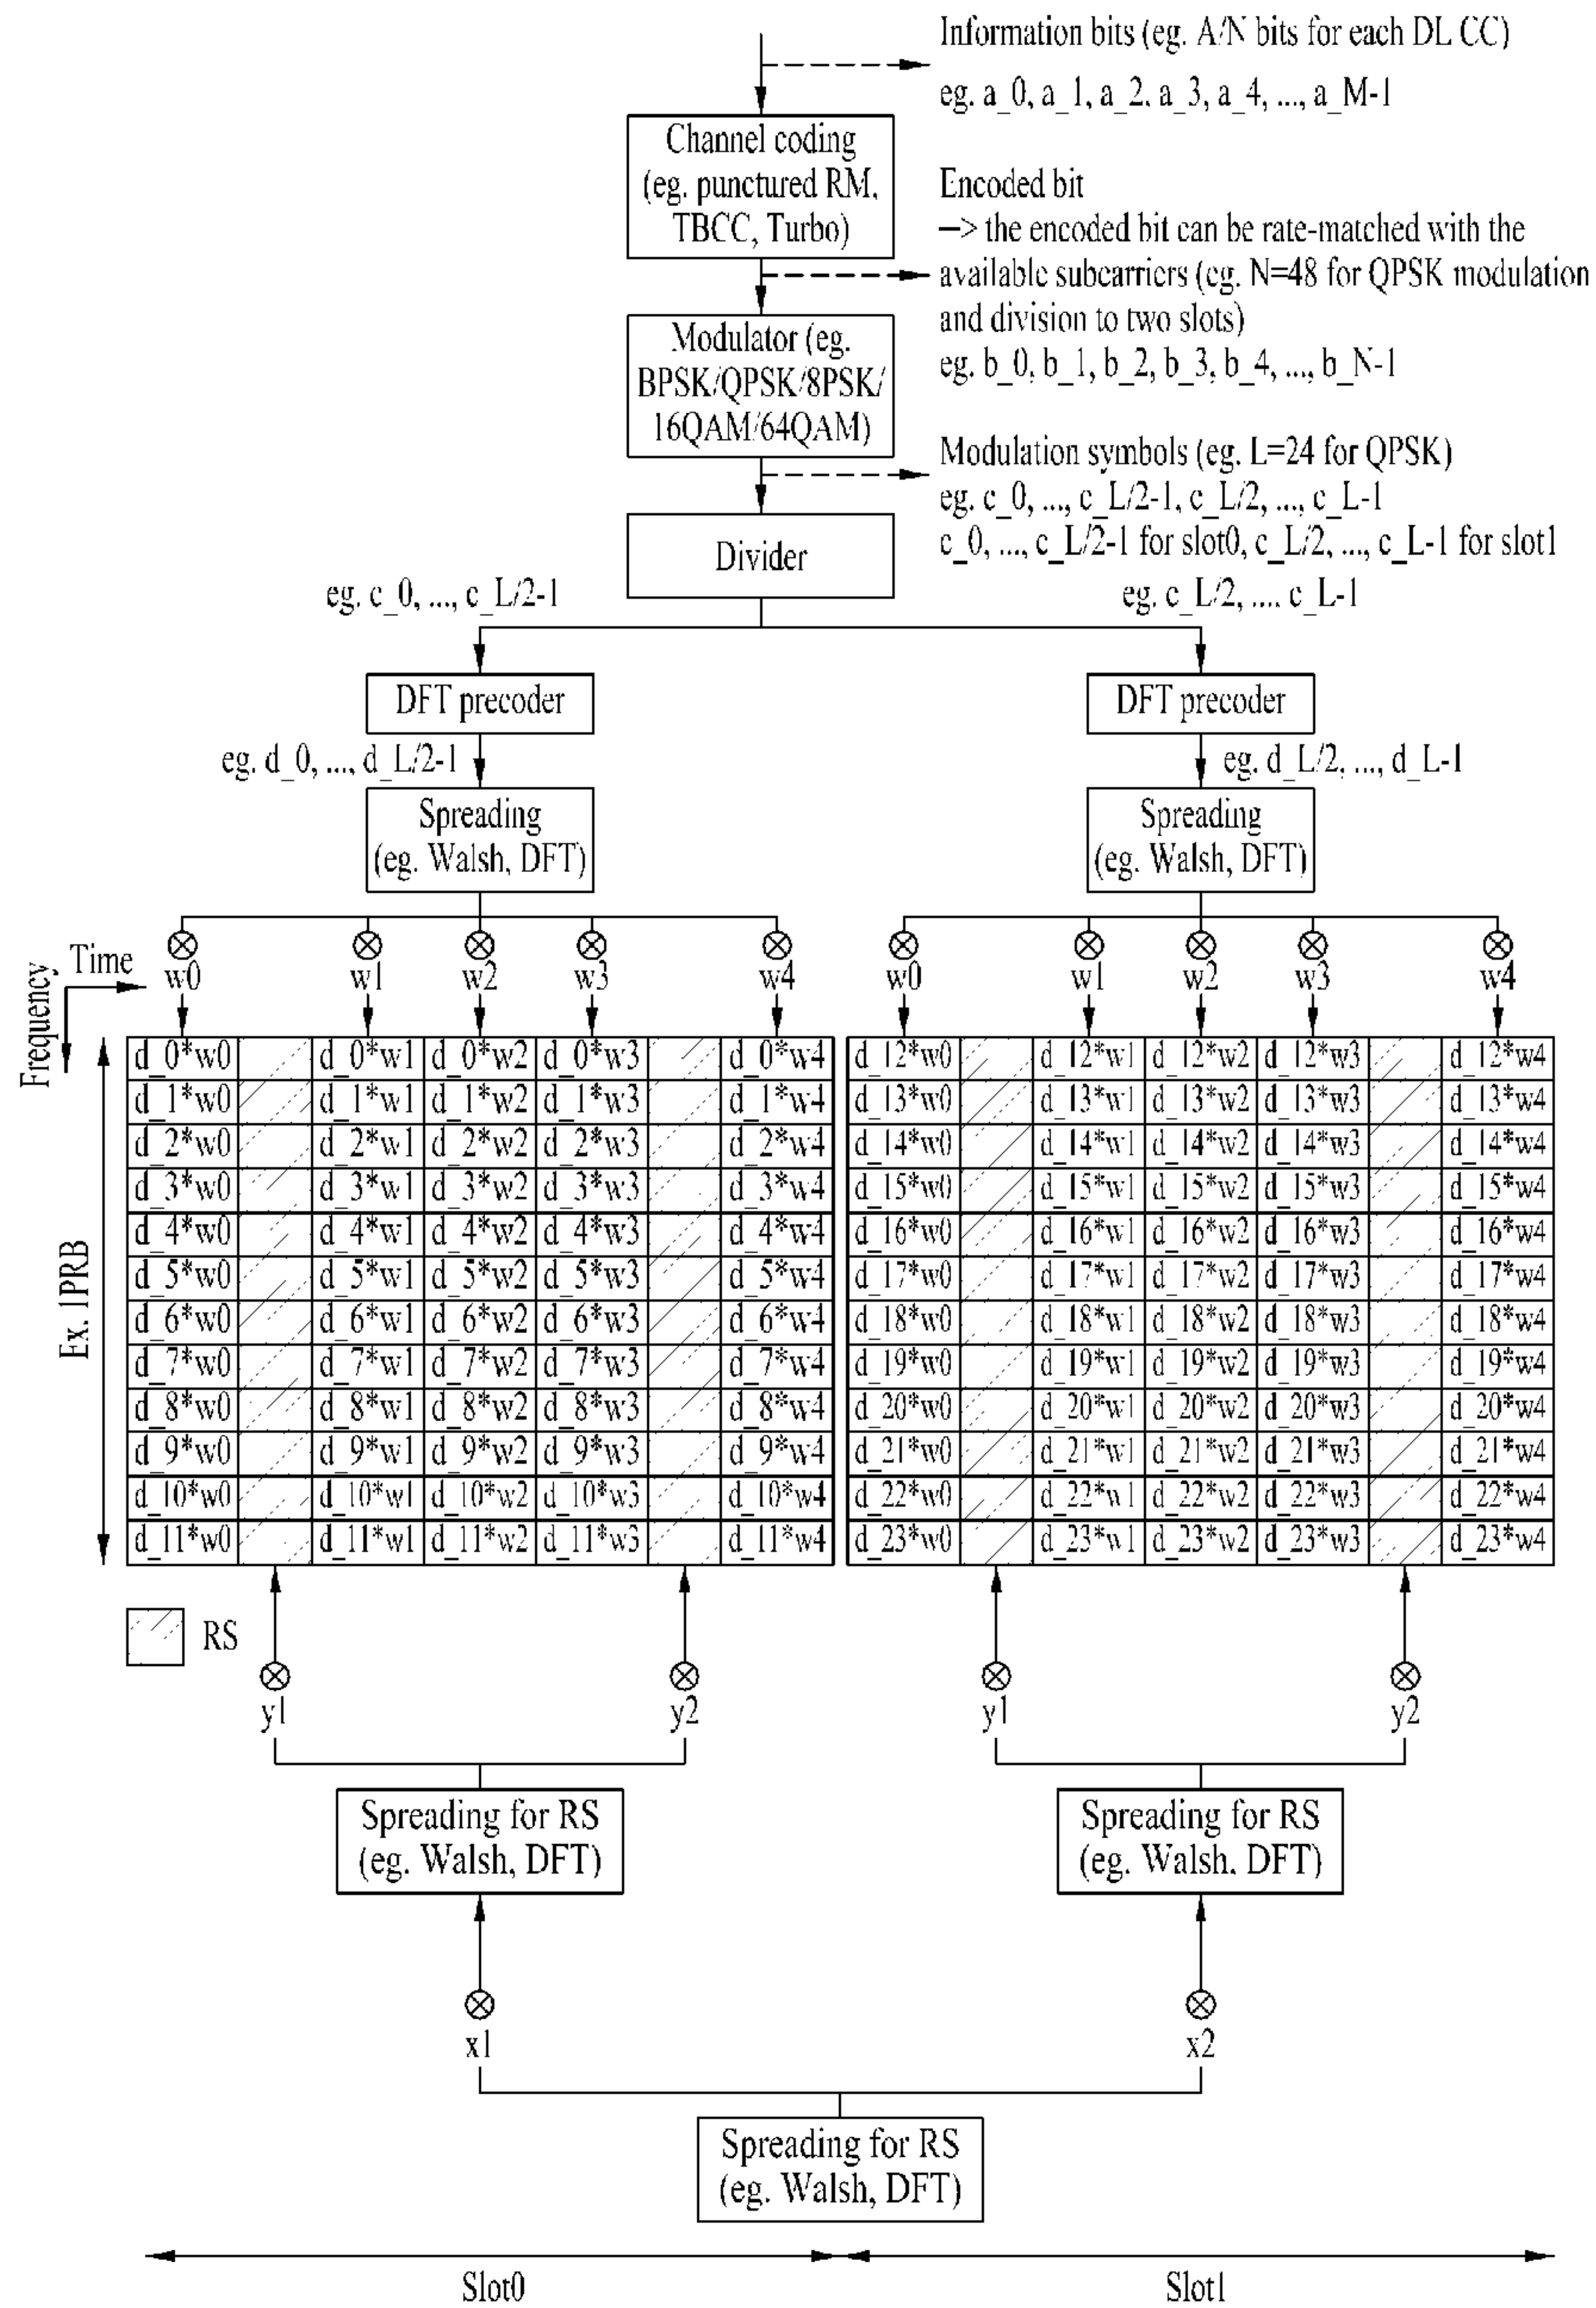 Information bits (eg. A/N bits for each DL CC)
eg. a_0, a_1, a_2, a_3, a_4, ..., a_M-1
Channel coding
(eg. punctured RM,
TBCC, Turbo)
Encoded bit
—> the encoded bit can be rate-matched with the
available subcarriers (eg. N=48 for QPSK modulation
and division to two slots)
eg. b_0, b_1, b_2, b_3, b_4, ..., b_N-1
Modulator (eg.
BPSK/QPSK/8PSK/
16QAM/64QAM)
Modulation symbols (eg. L=24 for QPSK)
eg. c_0, ..., c_L/2-1, c_L/2, ..., c_L-1
c_0, ..., c_L/2-1 for slot0, c_L/2, ..., c_L-1 for slot1
Divider
eg. c_0, ..., c_L/2-1 eg. c_L/2, ..., c_L-1
DFT precoder DFT precoder
eg. d_0, ..., d_L/2-1 eg. d_L/2, ..., d_L-1
Spreading Spreading
(eg. Walsh, DFT) (eg. Walsh, DFT)
Time
Frequency
w0 w1 w2 w3 w4 w0 w1 w2 w3 w4
d_0*w0 d_0*w1 d_0*w2 d_0*w3 d_0*w4 d_12*w0 d_12*w1 d_12*w2 d_12*w3 d_12*w4
d_1*w0 d_1*w1 d_1*w2 d_1*w3 d_1*w4 d_13*w0 d_13*w1 d_13*w2 d_13*w3 d_13*w4
d_2*w0 d_2*w1 d_2*w2 d_2*w3 d_2*w4 d_14*w0 d_14*w1 d_14*w2 d_14*w3 d_14*w4
d_3*w0 d_3*w1 d_3*w2 d_3*w3 d_3*w4 d_15*w0 d_15*w1 d_15*w2 d_15*w3 d_15*w4
d_4*w0 d_4*w1 d_4*w2 d_4*w3 d_4*w4 d_16*w0 d_16*w1 d_16*w2 d_16*w3 d_16*w4
d_5*w0 d_5*w1 d_5*w2 d_5*w3 d_5*w4 d_17*w0 d_17*w1 d_17*w2 d_17*w3 d_17*w4
d_6*w0 d_6*w1 d_6*w2 d_6*w3 d_6*w4 d_18*w0 d_18*w1 d_18*w2 d_18*w3 d_18*w4
d_7*w0 d_7*w1 d_7*w2 d_7*w3 d_7*w4 d_19*w0 d_19*w1 d_19*w2 d_19*w3 d_19*w4
d_8*w0 d_8*w1 d_8*w2 d_8*w3 d_8*w4 d_20*w0 d_20*w1 d_20*w2 d_20*w3 d_20*w4
d_9*w0 d_9*w1 d_9*w2 d_9*w3 d_9*w4 d_21*w0 d_21*w1 d_21*w2 d_21*w3 d_21*w4
d_10*w0 d_10*w1 d_10*w2 d_10*w3 d_10*w4 d_22*w0 d_22*w1 d_22*w2 d_22*w3 d_22*w4
d_11*w0 d_11*w1 d_11*w2 d_11*w3 d_11*w4 d_23*w0 d_23*w1 d_23*w2 d_23*w3 d_23*w4
Ex. 1PRB
RS
y1 y2 y1 y2
Spreading for RS Spreading for RS
(eg. Walsh, DFT) (eg. Walsh, DFT)
x1 x2
Spreading for RS
(eg. Walsh, DFT)
Slot0 Slot1